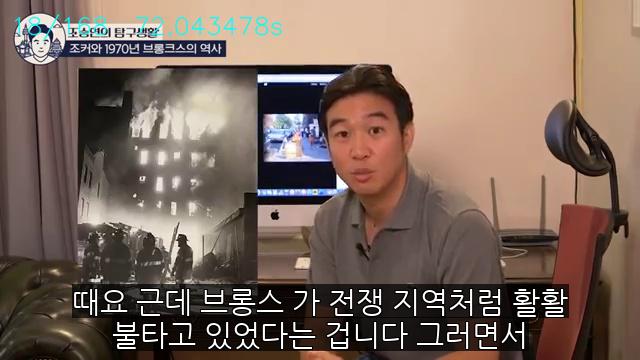 18/168  72.043478s
조승연의 탐구생활
조커와 1970년 브롱크스의 역사
때요 근데 브롱스 가 전쟁 지역처럼 활활
불타고 있었다는 겁니다 그러면서